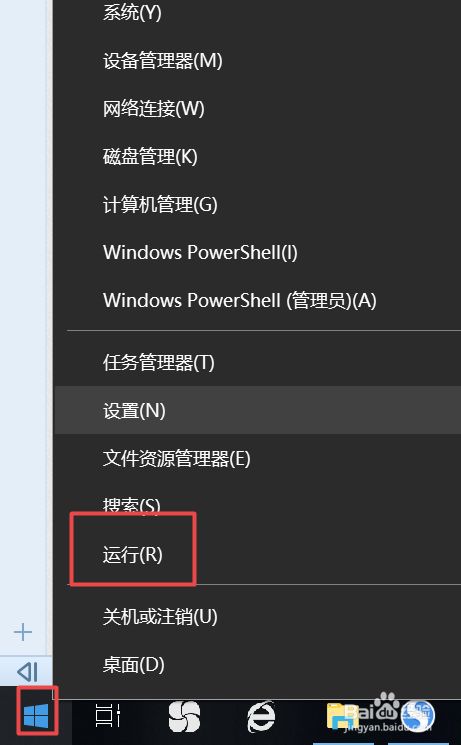 系统(Y)
设备管理器(M)
网络连接(W)
磁盘管理(K)
计算机管理(G)
Windows PowerShell(I)
Windows PowerShell (管理员)(A)
任务管理器(T)
设置(N)
文件资源管理器(E)
搜索(S)
运行(R)
关机或注销(U)
桌面(D)
Bai 经验
jingyan.baidu.com